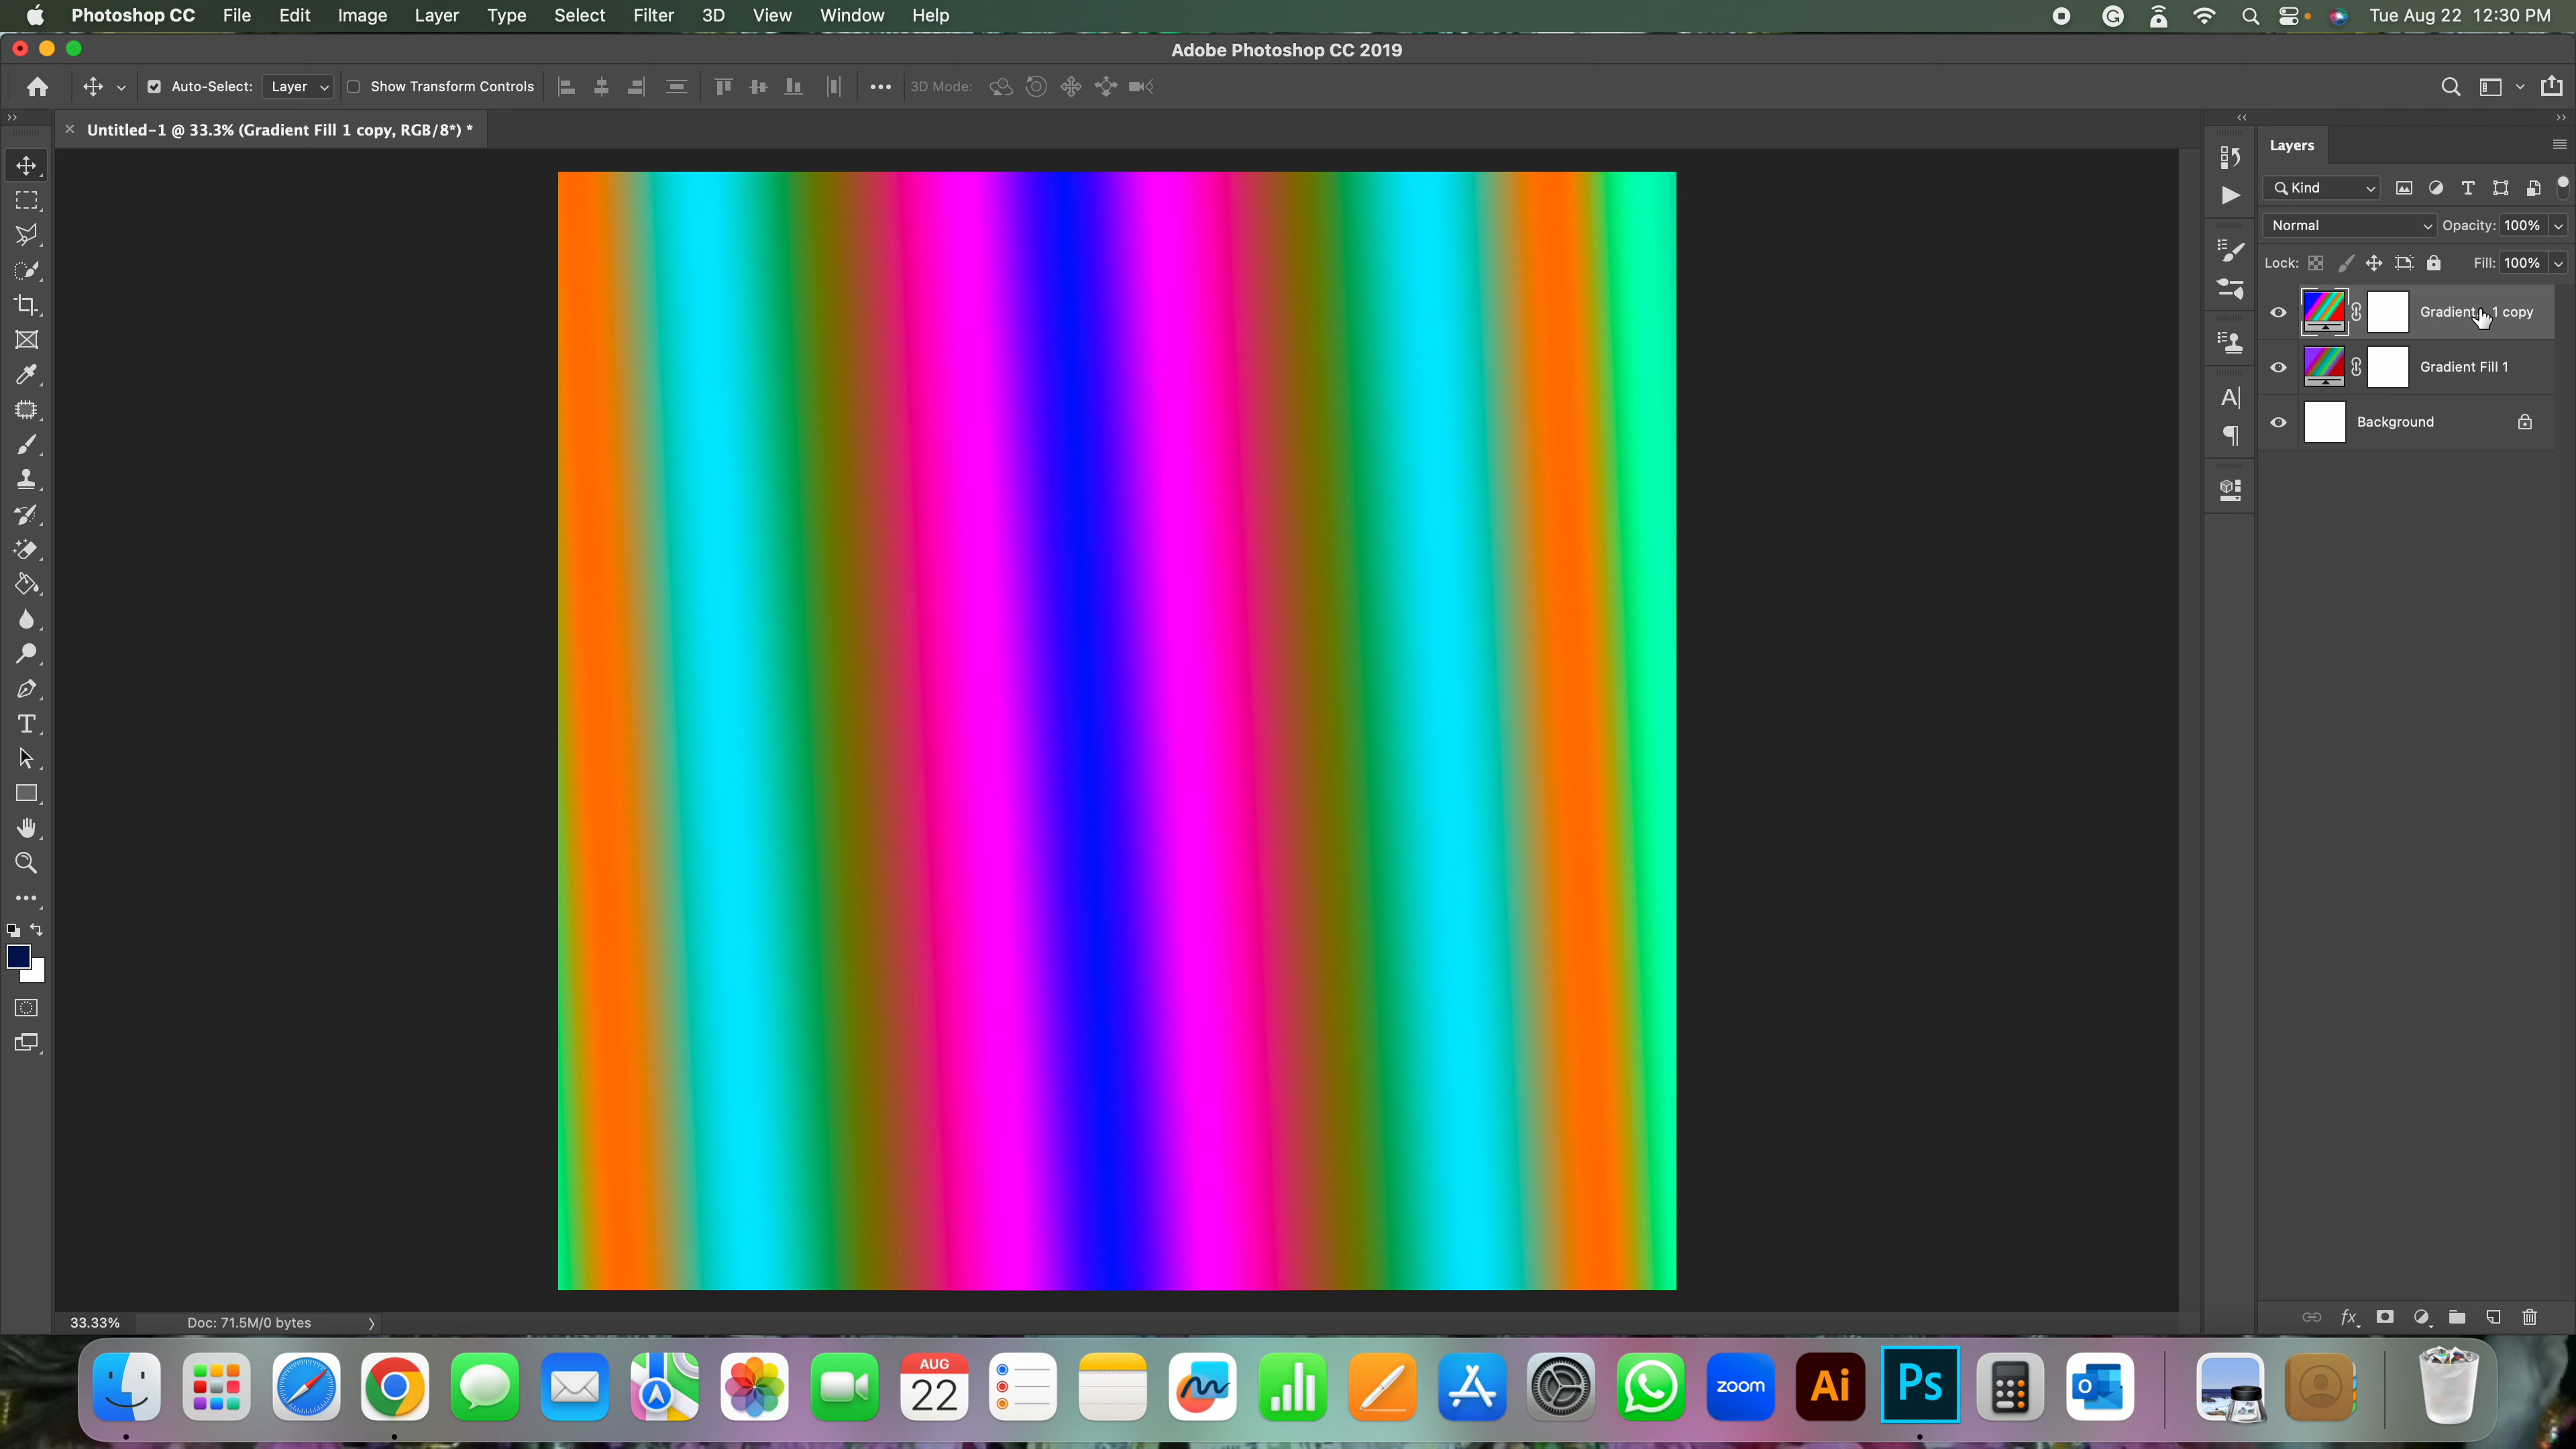 Photoshop CC File Edit Image Layer Type Select Filter 3D View Window Help Tue Aug 22 12:30 PM
Adobe Photoshop CC 2019
Auto-Select: Layer Show Transform Controls 3D Mode:
Untitled-1 @ 33.3% (Gradient Fill 1 copy, RGB/8*) *
Layers
Kind
Normal Opacity: 100%
Lock: Fill: 100%
Gradient 1 copy
Gradient Fill 1
Background
33.33% Doc: 71.5M/0 bytes
fx
AUG
22
zoom
Ai
Ps